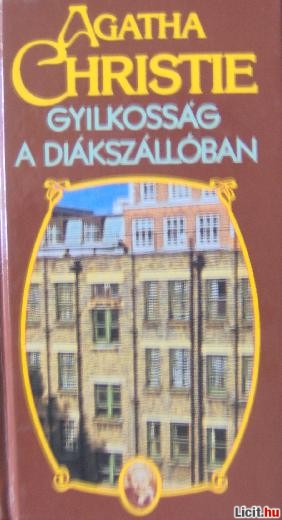 AGATHA
CHRISTIE
GYILKOSSÁG
A DIÁKSZÁLLÓBAN
Licit.hu